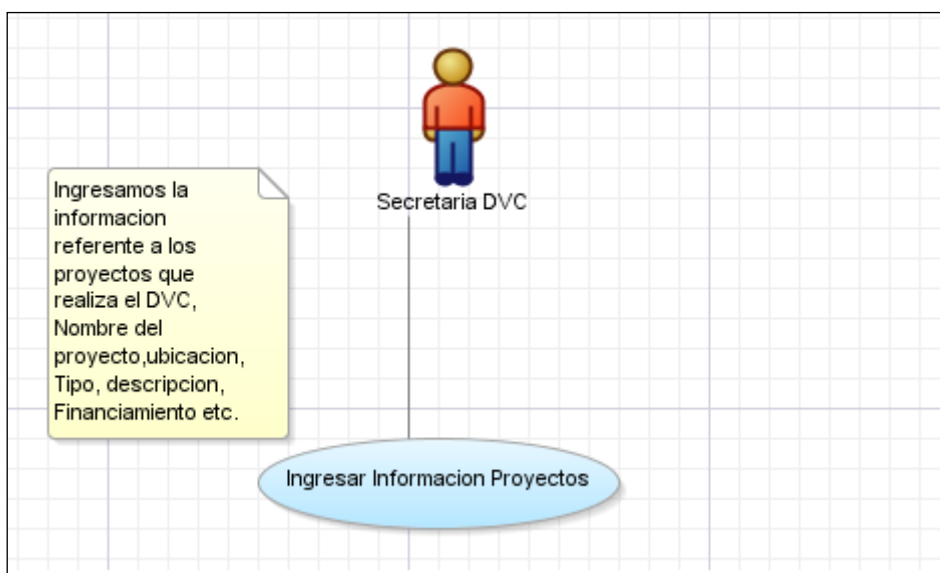 Secretaria DVC
Ingresamos la
informacion
referente a los
proyectos que
realiza el DVC,
Nombre del
proyecto,ubicacion,
Tipo, descripcion,
Financiamiento etc.
Ingresar Informacion Proyectos